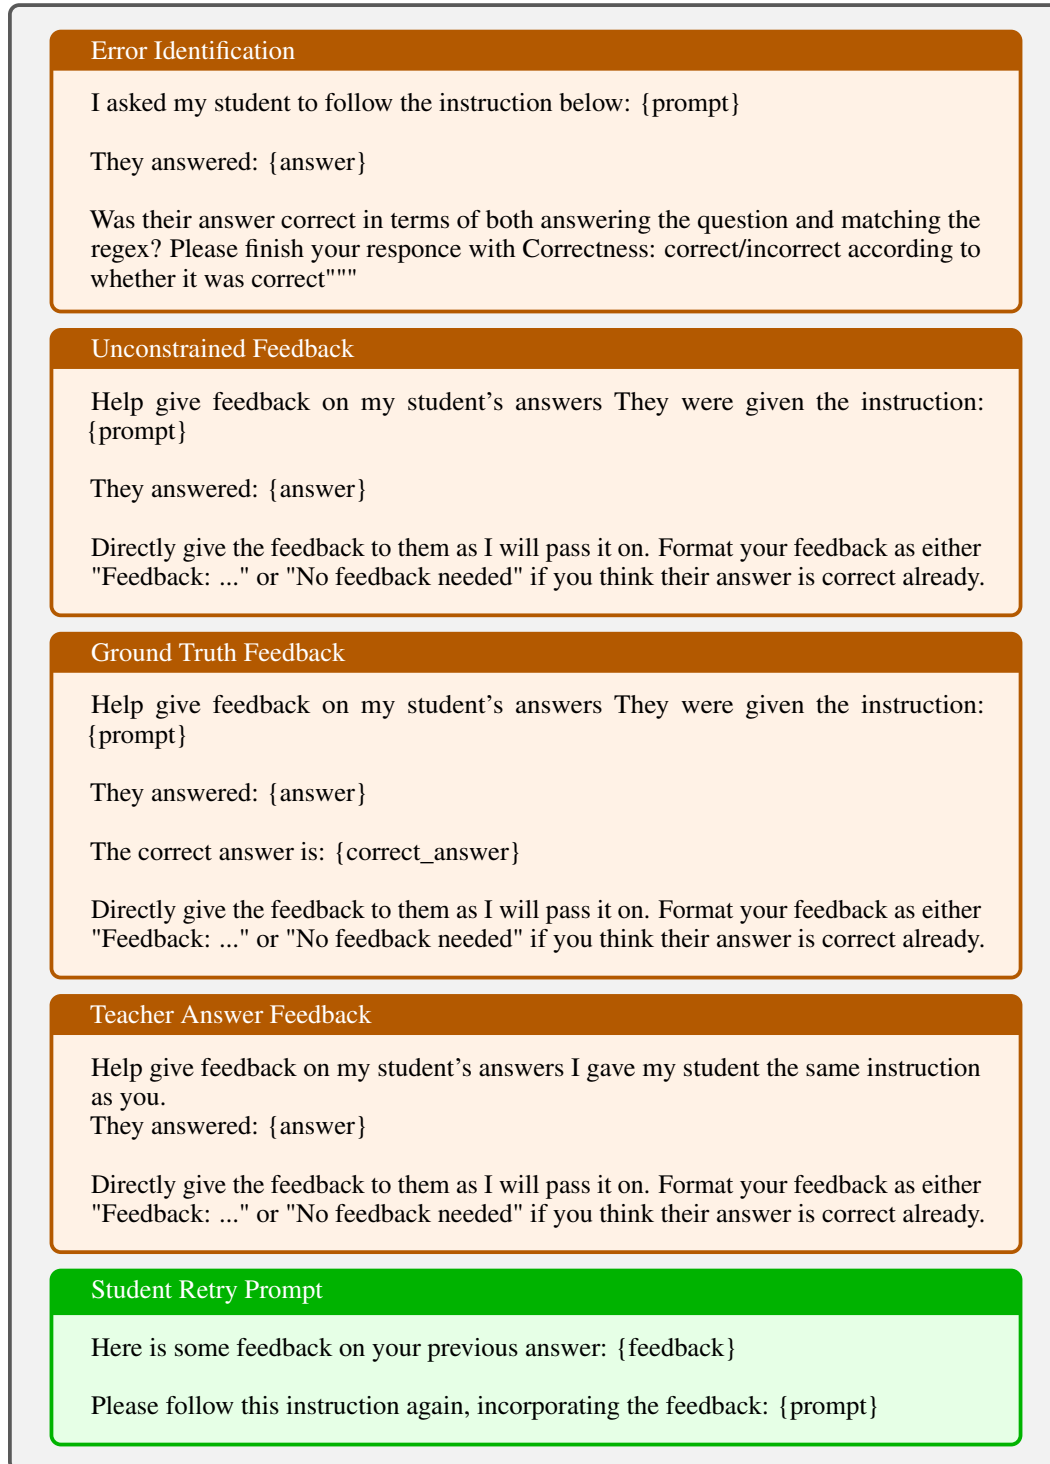 Error Identification
I asked my student to follow the instruction below: {prompt}
They answered: {answer}
Was their answer correct in terms of both answering the question and matching the
regex? Please finish your responce with Correctness: correct/incorrect according to
whether it was correct"""
Unconstrained Feedback
Help give feedback on my student's answers They were given the instruction:
{prompt}
They answered: {answer}
Directly give the feedback to them as I will pass it on. Format your feedback as either
"Feedback: ..." or "No feedback needed" if you think their answer is correct already.
Ground Truth Feedback
Help give feedback on my student's answers They were given the instruction:
{prompt}
They answered: {answer}
The correct answer is: {correct_answer}
Directly give the feedback to them as I will pass it on. Format your feedback as either
"Feedback: ..." or "No feedback needed" if you think their answer is correct already.
Teacher Answer Feedback
Help give feedback on my student's answers I gave my student the same instruction
as you.
They answered: {answer}
Directly give the feedback to them as I will pass it on. Format your feedback as either
"Feedback: ..." or "No feedback needed" if you think their answer is correct already.
Student Retry Prompt
Here is some feedback on your previous answer: {feedback}
Please follow this instruction again, incorporating the feedback: {prompt}